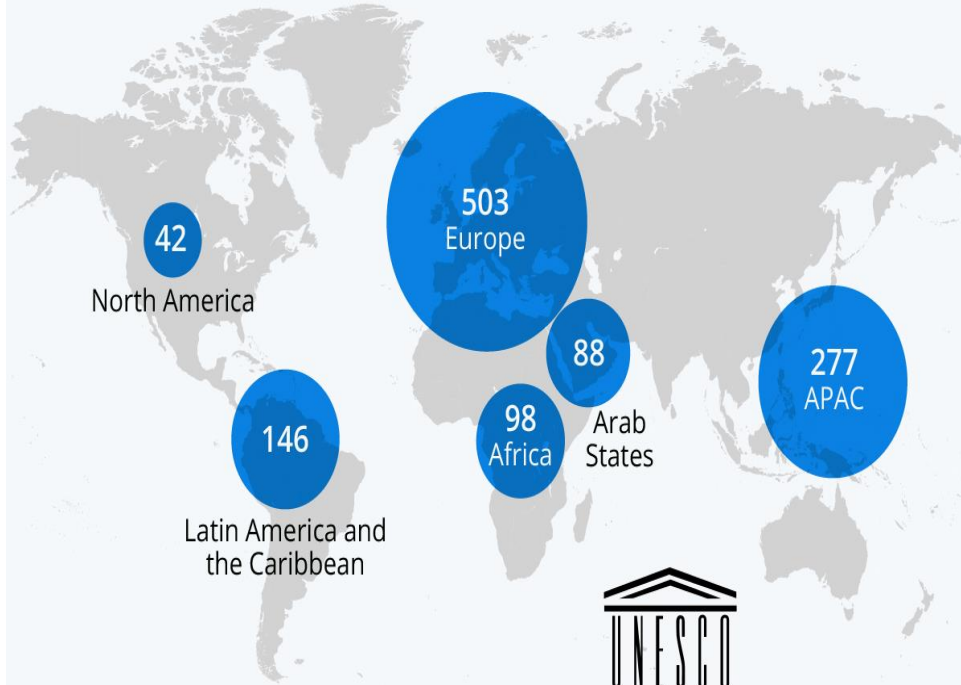 503
Europe
42
North America
88
Arab
States
277
APAC
98
Africa
146
Latin America and
the Caribbean
UNESCO